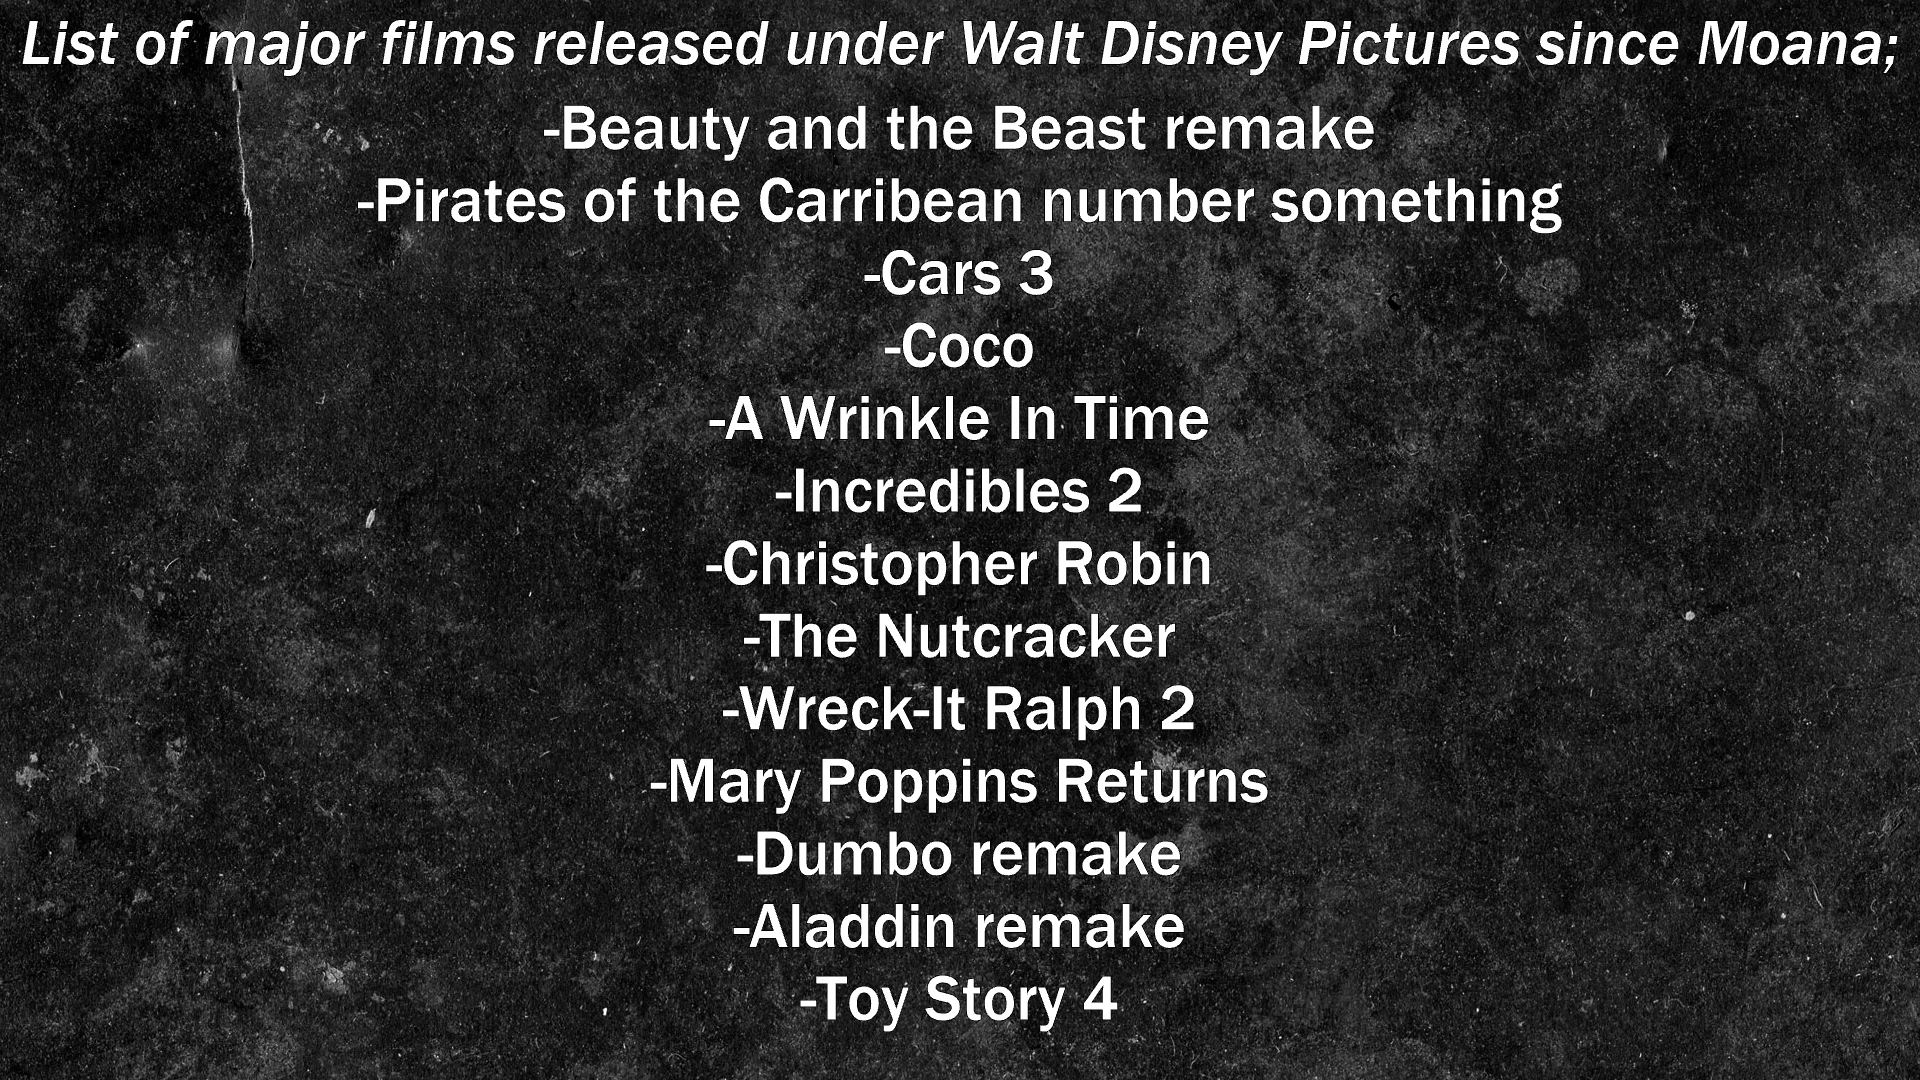 List of major films released under Walt Disney Pictures since Moana;
-Beauty and the Beast remake
-Pirates of the Carribean number something
-Cars 3
-Coco
-A Wrinkle In Time
-Incredibles 2
-Christopher Robin
-The Nutcracker
-Wreck-It Ralph 2
-Mary Poppins Returns
-Dumbo remake
-Aladdin remake
-Toy Story 4